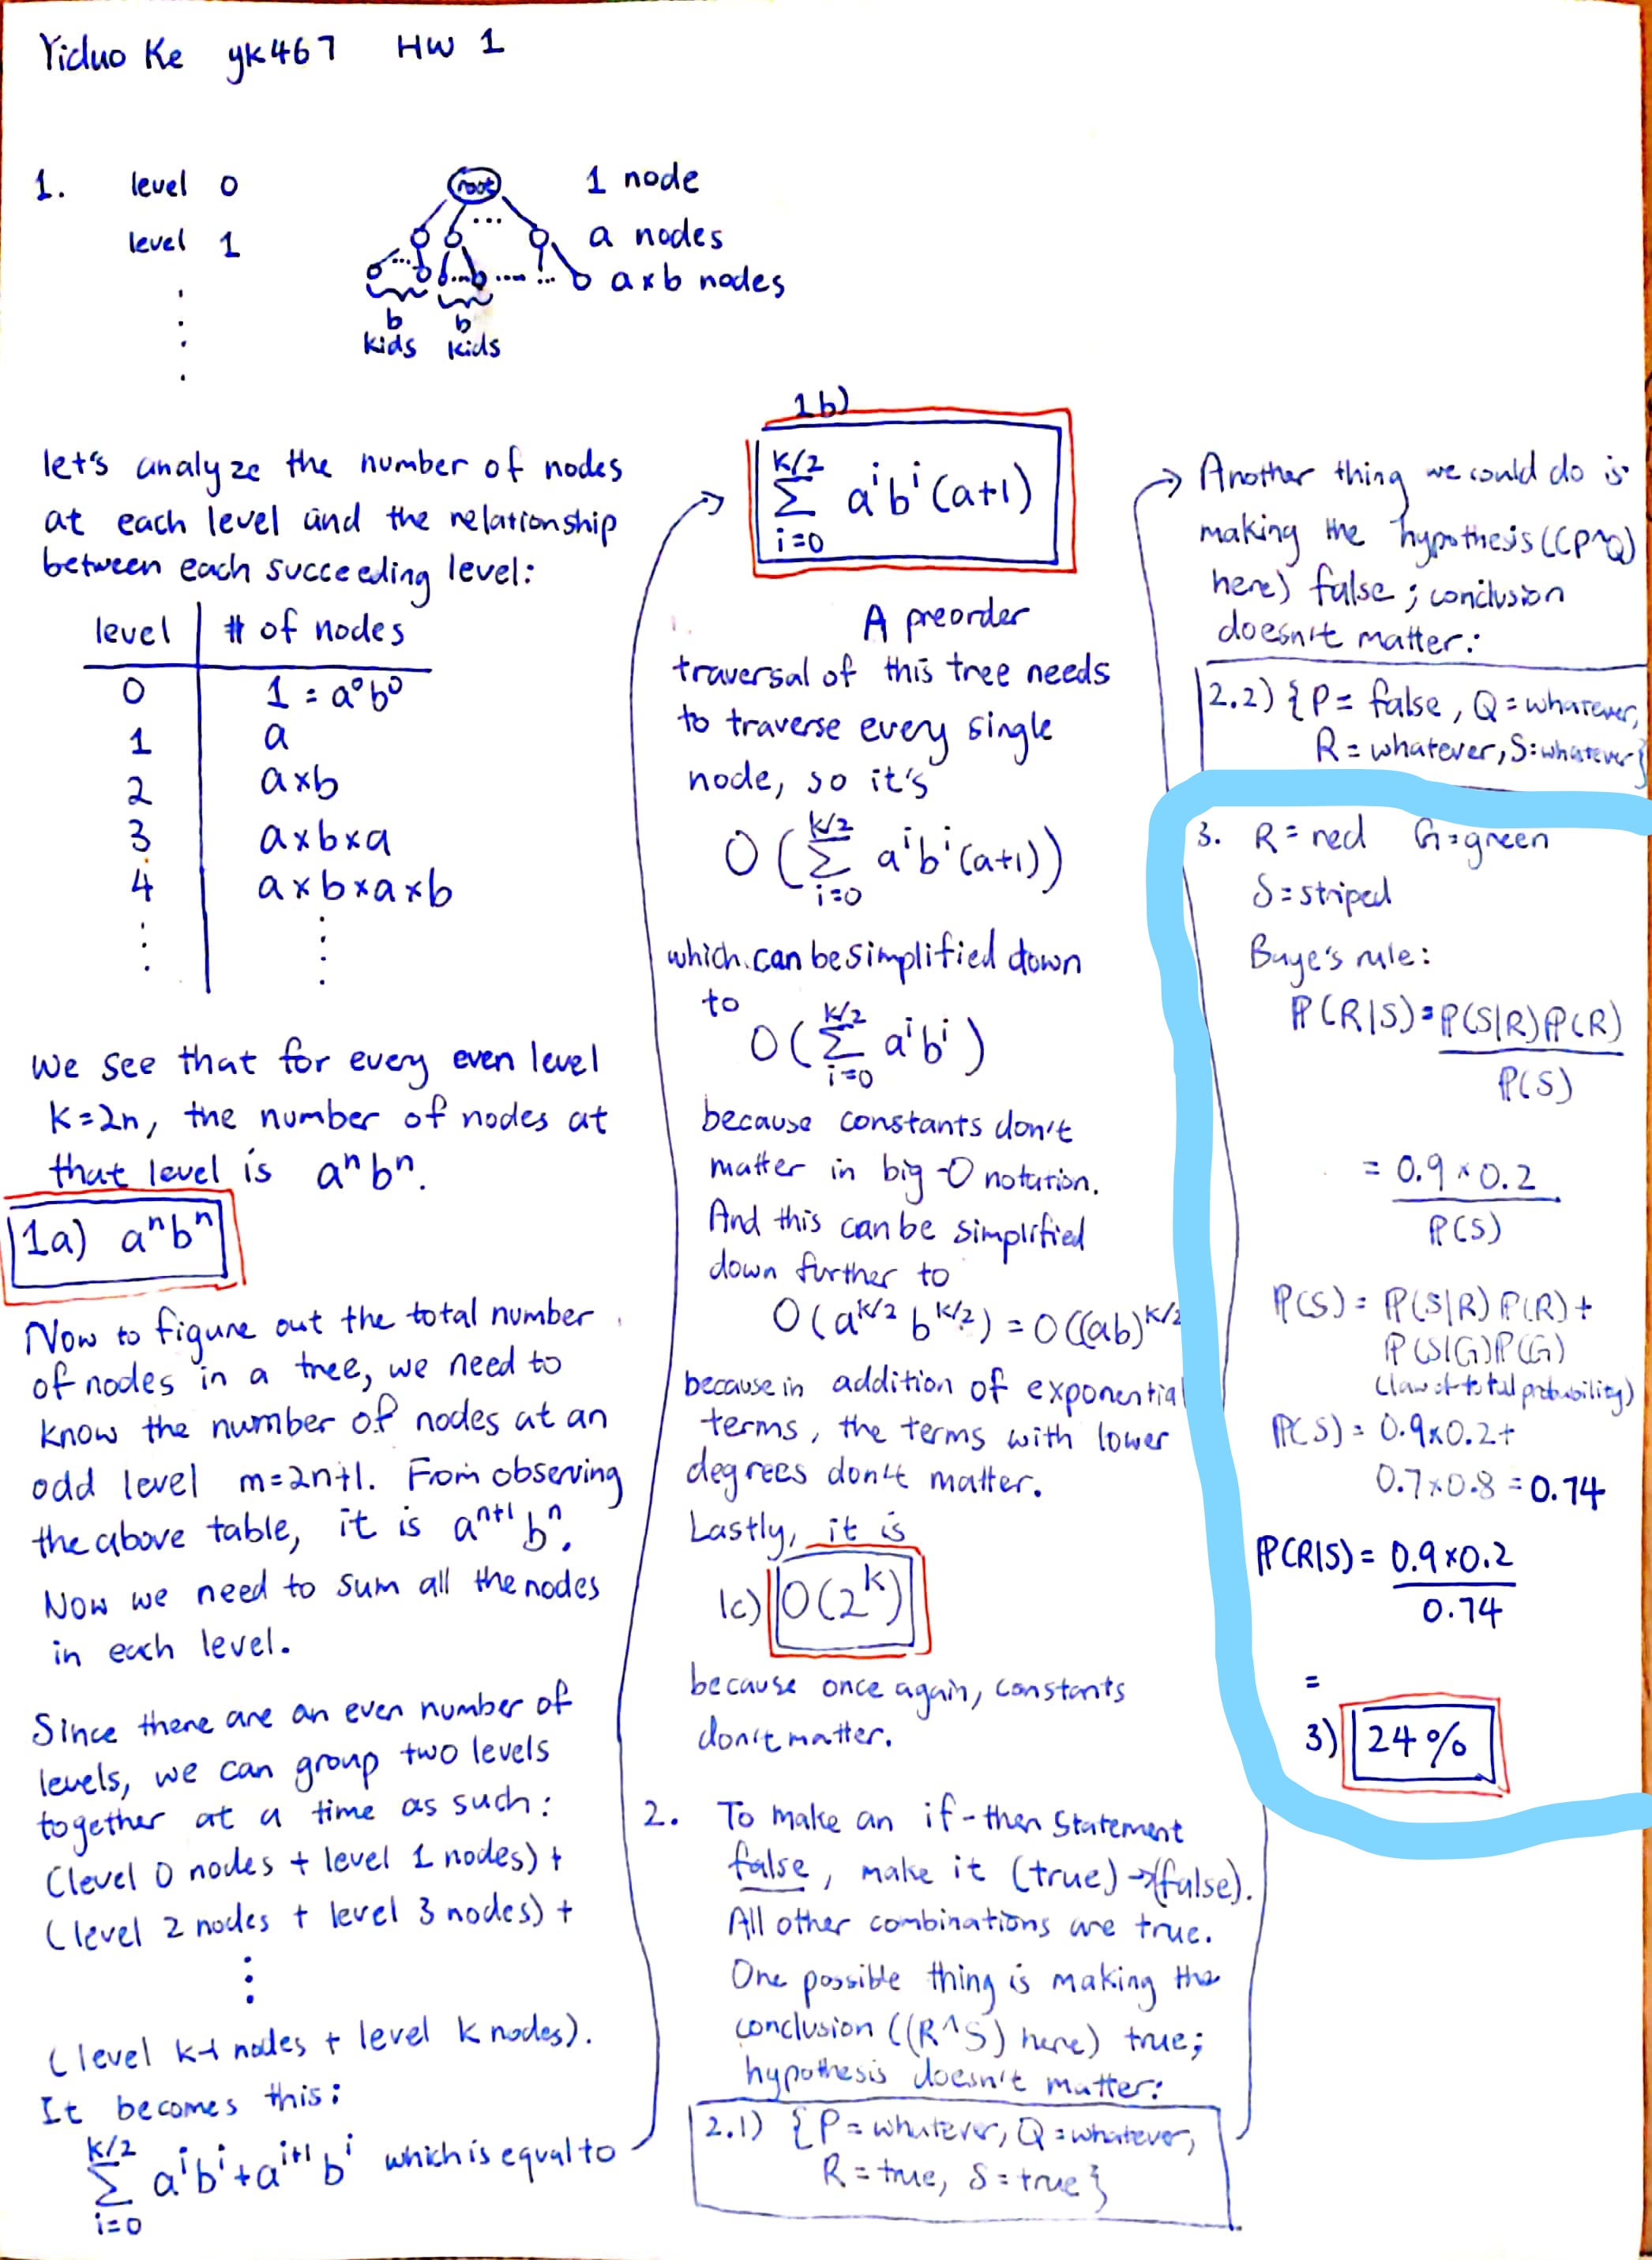 Yiduo Ke yk467 HW 1
1. level 0 root 1 node
level 1 ... a nodes
... ... .... ... a×b nodes
b b
kids kids
let's analyze the number of nodes
at each level and the relationship
between each succeeding level:
level # of nodes
0 1 = a⁰b⁰
1 a
2 a×b
3 a×b×a
4 a×b×a×b
we see that for every even level
k=2n, the number of nodes at
that level is aⁿbⁿ.
1a) aⁿbⁿ
Now to figure out the total number
of nodes in a tree, we need to
know the number of nodes at an
odd level m=2n+1. From observing
the above table, it is aⁿ⁺¹bⁿ.
Now we need to sum all the nodes
in each level.
Since there are an even number of
levels, we can group two levels
together at a time as such:
(level 0 nodes + level 1 nodes) +
(level 2 nodes + level 3 nodes) +
⋮
(level k-1 nodes + level k nodes).
It becomes this:
k/2
Σ aⁱbⁱ+aⁱ⁺¹bⁱ which is equal to
i=0
1b)
k/2
Σ aⁱbⁱ(a+1)
i=0
A preorder
traversal of this tree needs
to traverse every single
node, so it's
k/2
O(Σ aⁱbⁱ(a+1))
i=0
which can be simplified down
to
k/2
O(Σ aⁱbⁱ)
i=0
because constants don't
matter in big-O notation.
And this can be simplified
down further to
O(a^k/2 b^k/2) = O((ab)^k/2
because in addition of exponential
terms, the terms with lower
degrees don't matter.
Lastly, it is
1c) O(2^k)
because once again, constants
don't matter.
2. To make an if-then statement
false, make it (true)→(false).
All other combinations are true.
One possible thing is making the
conclusion ((R^S) here) true;
hypothesis doesn't matter:
2.1) {P=whatever, Q=whatever,
R=true, S=true}
Another thing we could do is
making the hypothesis ((P^Q)
here) false; conclusion
doesn't matter:
2.2) {P=false, Q=whatever,
R=whatever, S=whatever}
3. R=red G=green
S=striped
Baye's rule:
P(R|S)=P(S|R)P(R)
P(S)
= 0.9×0.2
P(S)
P(S) = P(S|R)P(R)+
P(S|G)P(G)
(law of total probability)
P(S) = 0.9×0.2+
0.7×0.8 = 0.74
P(R|S) = 0.9×0.2
0.74
=
3) 24%